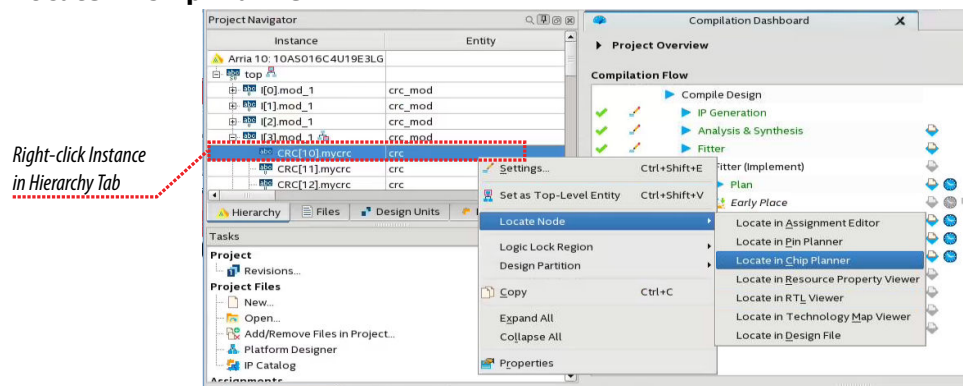 Project Navigator
Instance Entity
Arria 10: 10AS016C4U19E3LG
top
I[0].mod_1 crc_mod
I[1].mod_1 crc_mod
I[2].mod_1 crc_mod
I[3].mod_1 crc_mod
CRC[10].mycrc crc
CRC[11].mycrc crc
CRC[12].mycrc crc
Hierarchy Files Design Units
Right-click Instance
in Hierarchy Tab
Tasks
Project
Revisions...
Project Files
New...
Open...
Add/Remove Files in Project...
Platform Designer
IP Catalog
Assignments
Compilation Dashboard X
Project Overview
Compilation Flow
Compile Design
IP Generation
Analysis & Synthesis
Fitter
Fitter (Implement)
Plan
Early Place
Settings... Ctrl+Shift+E
Set as Top-Level Entity Ctrl+Shift+V
Locate Node
Logic Lock Region
Design Partition
Copy Ctrl+C
Expand All
Collapse All
Properties
Locate in Assignment Editor
Locate in Pin Planner
Locate in Chip Planner
Locate in Resource Property Viewer
Locate in RTL Viewer
Locate in Technology Map Viewer
Locate in Design File